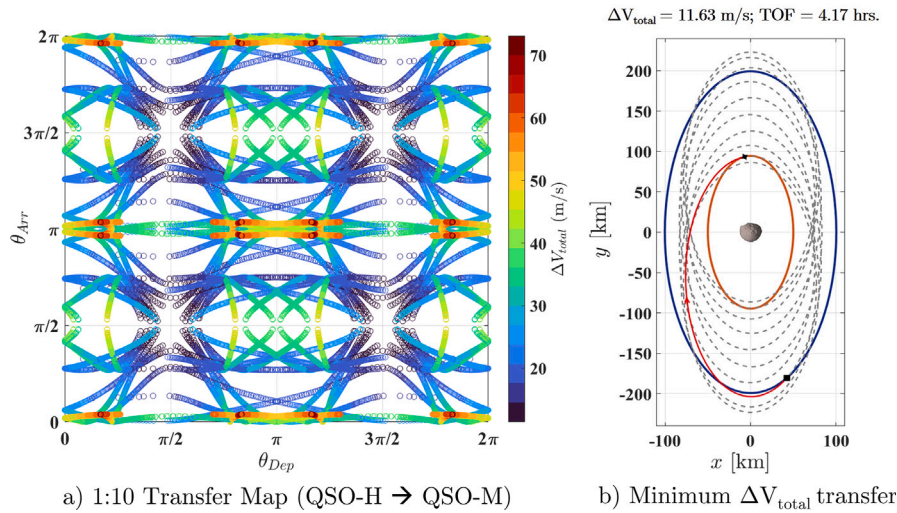 ΔV_total = 11.63 m/s; TOF = 4.17 hrs.
2π
3π/2
π
π/2
0
θ_Arr
0
π/2
π
3π/2
2π
θ_Dep
70
60
50
40
30
20
ΔV_total (m/s)
200
150
100
50
0
-50
-100
-150
-200
y [km]
-100
0
100
x [km]
a) 1:10 Transfer Map (QSO-H ➔ QSO-M)
b) Minimum ΔV_total transfer